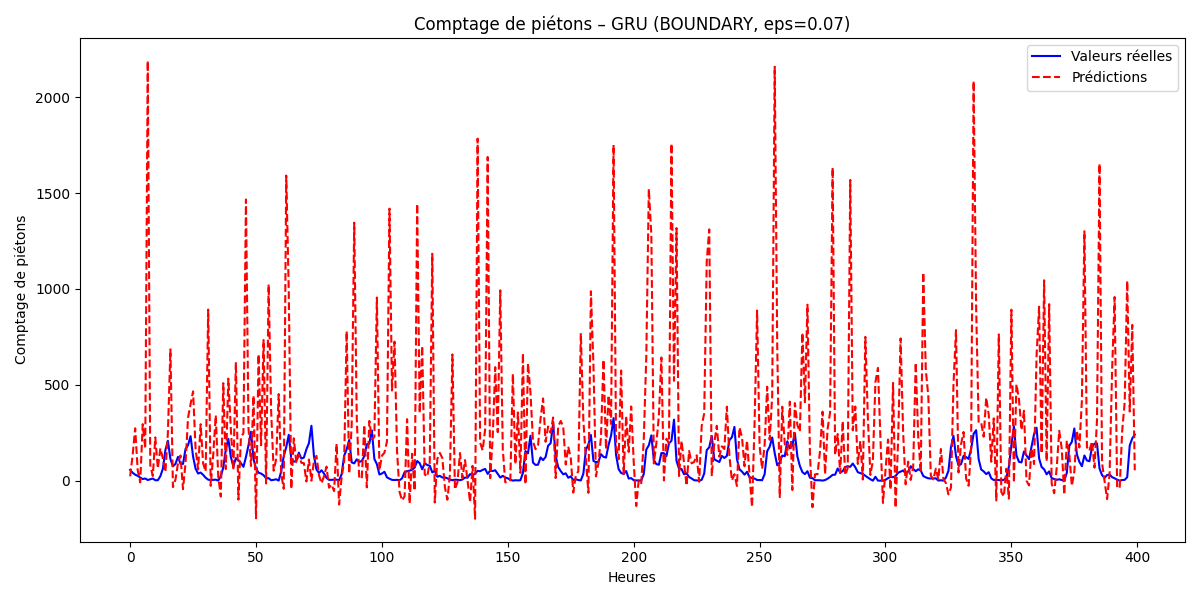 Comptage de piétons – GRU (BOUNDARY, eps=0.07)
Valeurs réelles
Prédictions
Comptage de piétons
2000
1500
1000
500
0
0 50 100 150 200 250 300 350 400
Heures